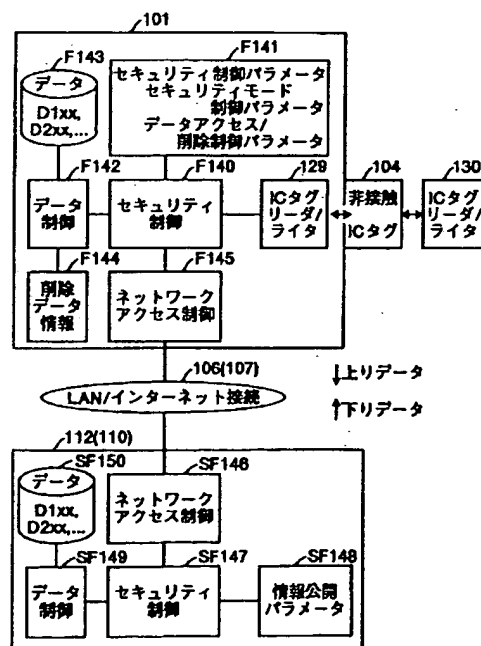 101
F143
F141
データ
D1xx,
D2xx,...
セキュリティ制御パラメータ
セキュリティモード
制御パラメータ
データアクセス/
削除制御パラメータ
F142
F140
129
104
130
データ
制御
セキュリティ
制御
ICタグ
リーダ/
ライタ
非接触
ICタグ
ICタグ
リーダ/
ライタ
F144
F145
削除
データ
情報
ネットワーク
アクセス制御
106(107)
LAN/インターネット接続
↓上りデータ
↑下りデータ
112(110)
SF150
SF146
データ
D1xx,
D2xx,...
ネットワーク
アクセス制御
SF149
SF147
SF148
データ
制御
セキュリティ
制御
情報公開
パラメータ